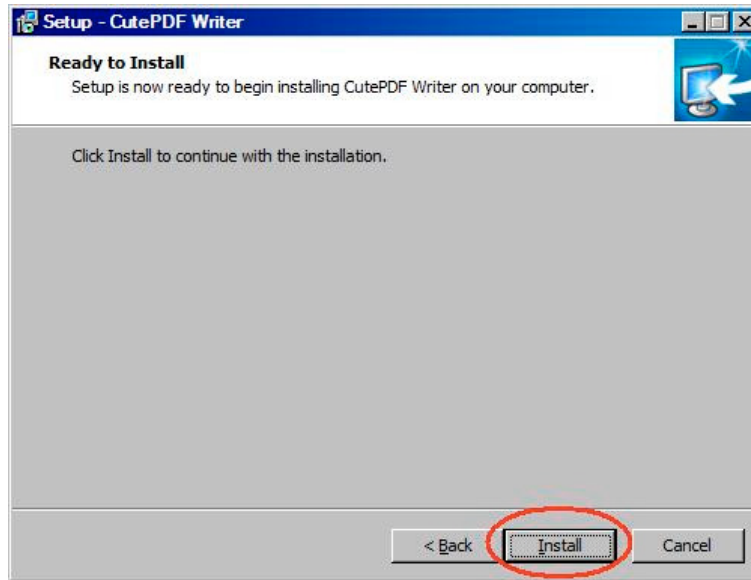 Setup - CutePDF Writer
Ready to Install
Setup is now ready to begin installing CutePDF Writer on your computer.
Click Install to continue with the installation.
< Back Install Cancel